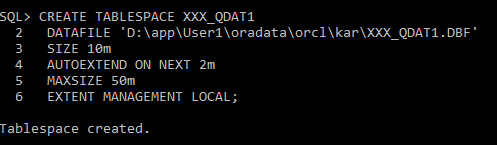 SQL> CREATE TABLESPACE XXX_QDAT1
2 DATAFILE 'D:\app\User1\oradata\orcl\kar\XXX_QDAT1.DBF'
3 SIZE 10m
4 AUTOEXTEND ON NEXT 2m
5 MAXSIZE 50m
6 EXTENT MANAGEMENT LOCAL;
Tablespace created.